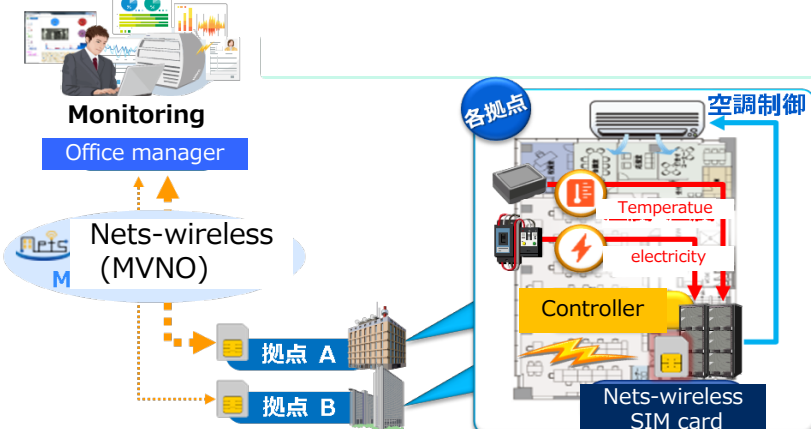 Monitoring
Office manager
Nets-wireless
(MVNO)
M
拠点 A
拠点 B
各拠点
空調制御
Temperatue
electricity
Controller
Nets-wireless
SIM card